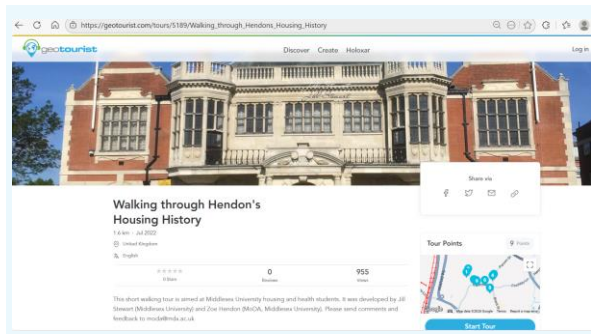 https://geotourist.com/tours/5189/Walking_through_Hendons_Housing_History
geotourist
Discover Create Holoxar
Log in
Share via
Walking through Hendon's
Housing History
1.6 km · Jul 2022
United Kingdom
English
0 Stars
0
Reviews
955
Views
This short walking tour is aimed at Middlesex University housing and health students. It was developed by Jill
Stewart (Middlesex University) and Zoe Hendon (MoDA, Middlesex University). Please send comments and
feedback to moda@mdx.ac.uk
Tour Points
9 Points
Start Tour